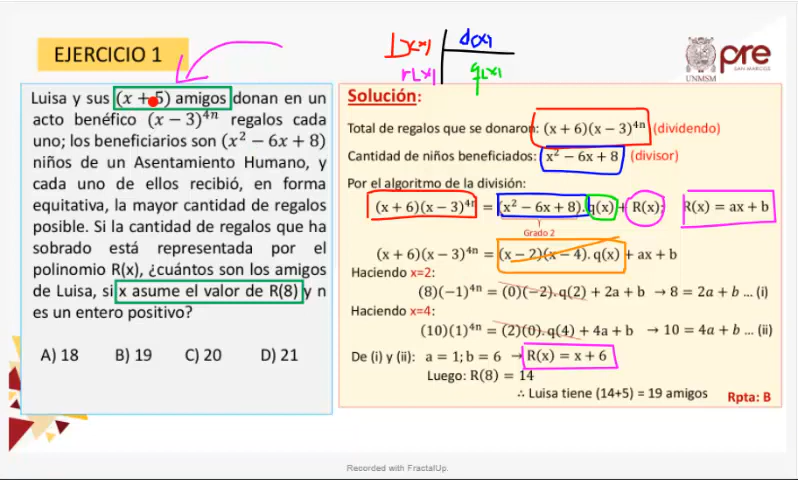 EJERCICIO 1
D(x) d(x)
r(x) q(x)
UNMSM
pre
SAN MARCOS
Luisa y sus (x + 5) amigos donan en un
acto benéfico (x − 3)⁴ⁿ regalos cada
uno; los beneficiarios son (x² − 6x + 8)
niños de un Asentamiento Humano, y
cada uno de ellos recibió, en forma
equitativa, la mayor cantidad de regalos
posible. Si la cantidad de regalos que ha
sobrado está representada por el
polinomio R(x), ¿cuántos son los amigos
de Luisa, si x asume el valor de R(8) y n
es un entero positivo?
A) 18 B) 19 C) 20 D) 21
Solución:
Total de regalos que se donaron: (x + 6)(x − 3)⁴ⁿ (dividendo)
Cantidad de niños beneficiados: x² − 6x + 8 (divisor)
Por el algoritmo de la división:
(x + 6)(x − 3)⁴ⁿ = (x² − 6x + 8). q(x) + R(x); R(x) = ax + b
Grado 2
(x + 6)(x − 3)⁴ⁿ = (x − 2)(x − 4). q(x) + ax + b
Haciendo x=2:
(8)(−1)⁴ⁿ = (0)(−2). q(2) + 2a + b → 8 = 2a + b ... (i)
Haciendo x=4:
(10)(1)⁴ⁿ = (2)(0). q(4) + 4a + b → 10 = 4a + b ... (ii)
De (i) y (ii): a = 1; b = 6 → R(x) = x + 6
Luego: R(8) = 14
∴ Luisa tiene (14+5) = 19 amigos Rpta: B
Recorded with FractalUp.